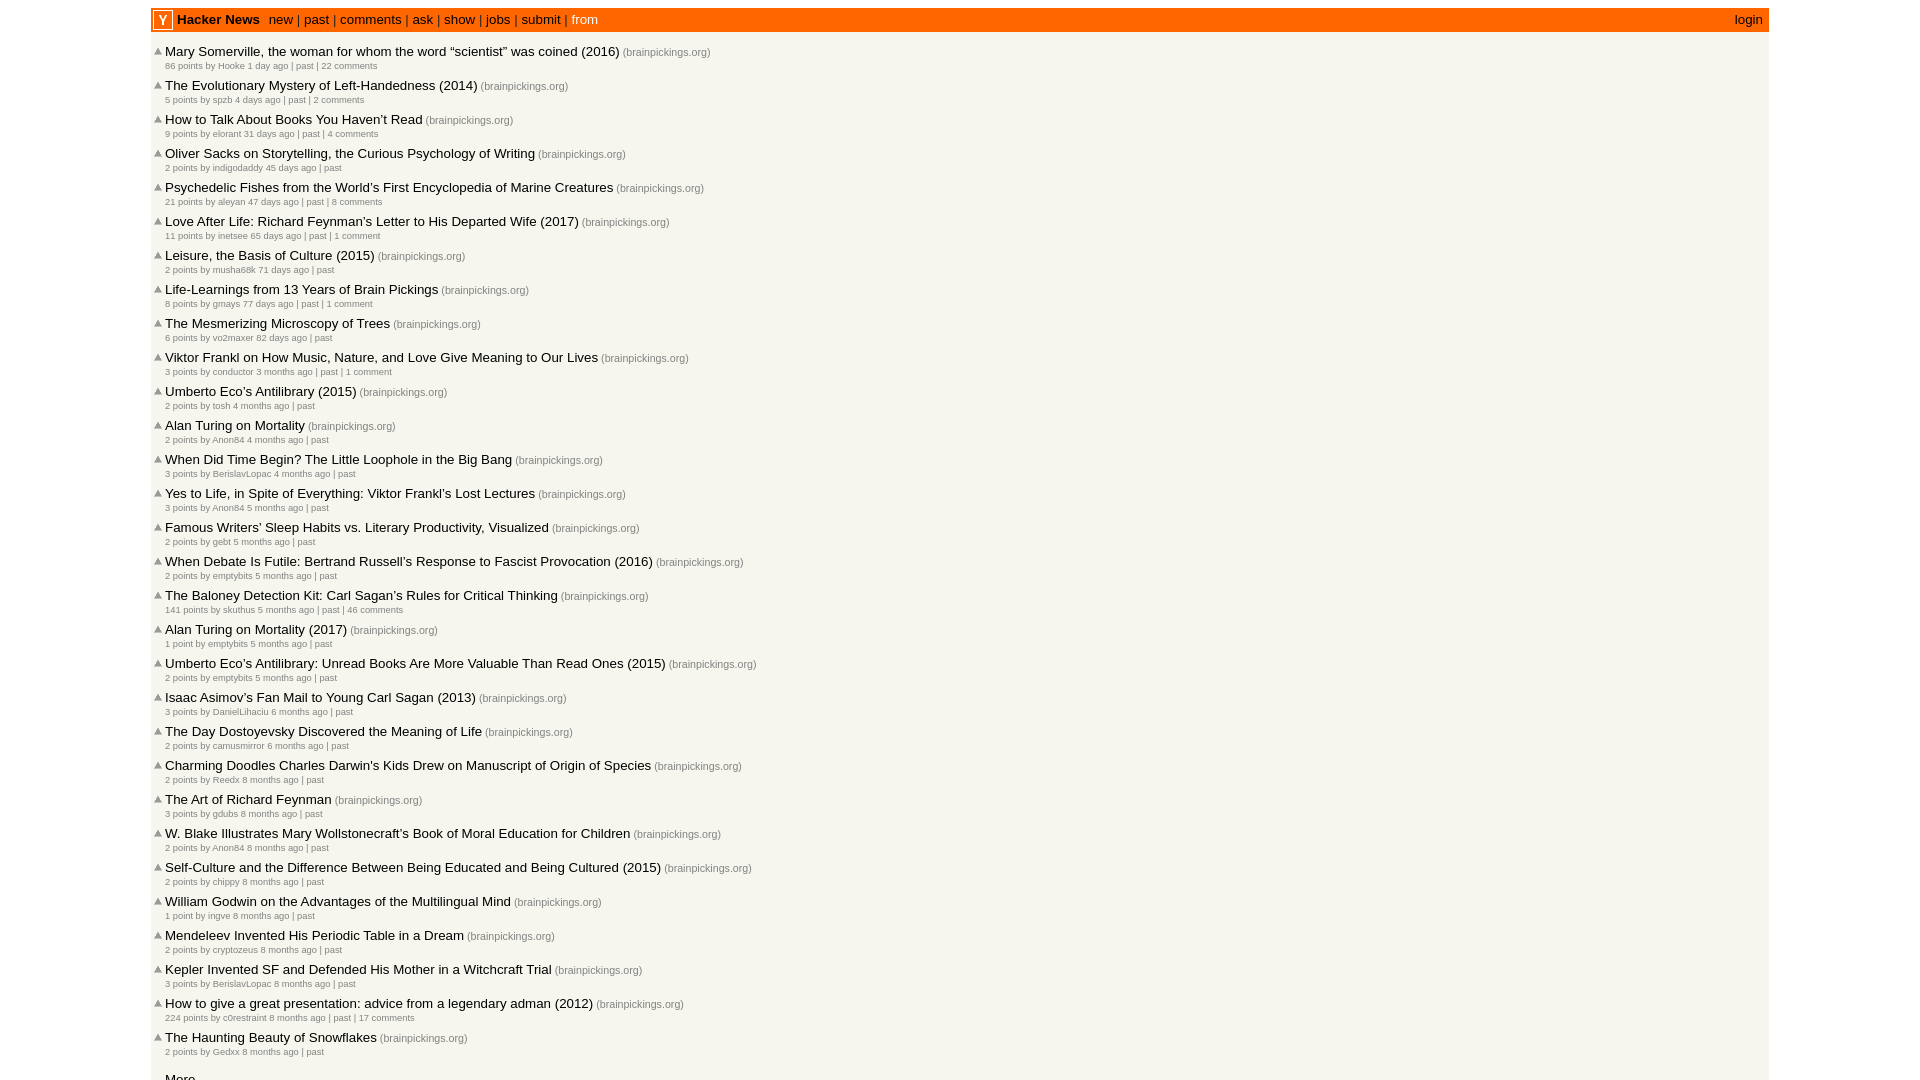 Y Hacker News new | past | comments | ask | show | jobs | submit | from login
Mary Somerville, the woman for whom the word “scientist” was coined (2016) (brainpickings.org)
86 points by Hooke 1 day ago | past | 22 comments
The Evolutionary Mystery of Left-Handedness (2014) (brainpickings.org)
5 points by spzb 4 days ago | past | 2 comments
How to Talk About Books You Haven’t Read (brainpickings.org)
9 points by elorant 31 days ago | past | 4 comments
Oliver Sacks on Storytelling, the Curious Psychology of Writing (brainpickings.org)
2 points by indigodaddy 45 days ago | past
Psychedelic Fishes from the World’s First Encyclopedia of Marine Creatures (brainpickings.org)
21 points by aleyan 47 days ago | past | 8 comments
Love After Life: Richard Feynman’s Letter to His Departed Wife (2017) (brainpickings.org)
11 points by inetsee 65 days ago | past | 1 comment
Leisure, the Basis of Culture (2015) (brainpickings.org)
2 points by musha68k 71 days ago | past
Life-Learnings from 13 Years of Brain Pickings (brainpickings.org)
8 points by gmays 77 days ago | past | 1 comment
The Mesmerizing Microscopy of Trees (brainpickings.org)
6 points by vo2maxer 82 days ago | past
Viktor Frankl on How Music, Nature, and Love Give Meaning to Our Lives (brainpickings.org)
3 points by conductor 3 months ago | past | 1 comment
Umberto Eco’s Antilibrary (2015) (brainpickings.org)
2 points by tosh 4 months ago | past
Alan Turing on Mortality (brainpickings.org)
2 points by Anon84 4 months ago | past
When Did Time Begin? The Little Loophole in the Big Bang (brainpickings.org)
3 points by BerislavLopac 4 months ago | past
Yes to Life, in Spite of Everything: Viktor Frankl’s Lost Lectures (brainpickings.org)
3 points by Anon84 5 months ago | past
Famous Writers’ Sleep Habits vs. Literary Productivity, Visualized (brainpickings.org)
2 points by gebt 5 months ago | past
When Debate Is Futile: Bertrand Russell’s Response to Fascist Provocation (2016) (brainpickings.org)
2 points by emptybits 5 months ago | past
The Baloney Detection Kit: Carl Sagan’s Rules for Critical Thinking (brainpickings.org)
141 points by skuthus 5 months ago | past | 46 comments
Alan Turing on Mortality (2017) (brainpickings.org)
1 point by emptybits 5 months ago | past
Umberto Eco’s Antilibrary: Unread Books Are More Valuable Than Read Ones (2015) (brainpickings.org)
2 points by emptybits 5 months ago | past
Isaac Asimov’s Fan Mail to Young Carl Sagan (2013) (brainpickings.org)
3 points by DanielLihaciu 6 months ago | past
The Day Dostoyevsky Discovered the Meaning of Life (brainpickings.org)
2 points by camusmirror 6 months ago | past
Charming Doodles Charles Darwin's Kids Drew on Manuscript of Origin of Species (brainpickings.org)
2 points by Reedx 8 months ago | past
The Art of Richard Feynman (brainpickings.org)
3 points by gdubs 8 months ago | past
W. Blake Illustrates Mary Wollstonecraft’s Book of Moral Education for Children (brainpickings.org)
2 points by Anon84 8 months ago | past
Self-Culture and the Difference Between Being Educated and Being Cultured (2015) (brainpickings.org)
2 points by chippy 8 months ago | past
William Godwin on the Advantages of the Multilingual Mind (brainpickings.org)
1 point by ingve 8 months ago | past
Mendeleev Invented His Periodic Table in a Dream (brainpickings.org)
2 points by cryptozeus 8 months ago | past
Kepler Invented SF and Defended His Mother in a Witchcraft Trial (brainpickings.org)
3 points by BerislavLopac 8 months ago | past
How to give a great presentation: advice from a legendary adman (2012) (brainpickings.org)
224 points by c0restraint 8 months ago | past | 17 comments
The Haunting Beauty of Snowflakes (brainpickings.org)
2 points by Gedxx 8 months ago | past
More